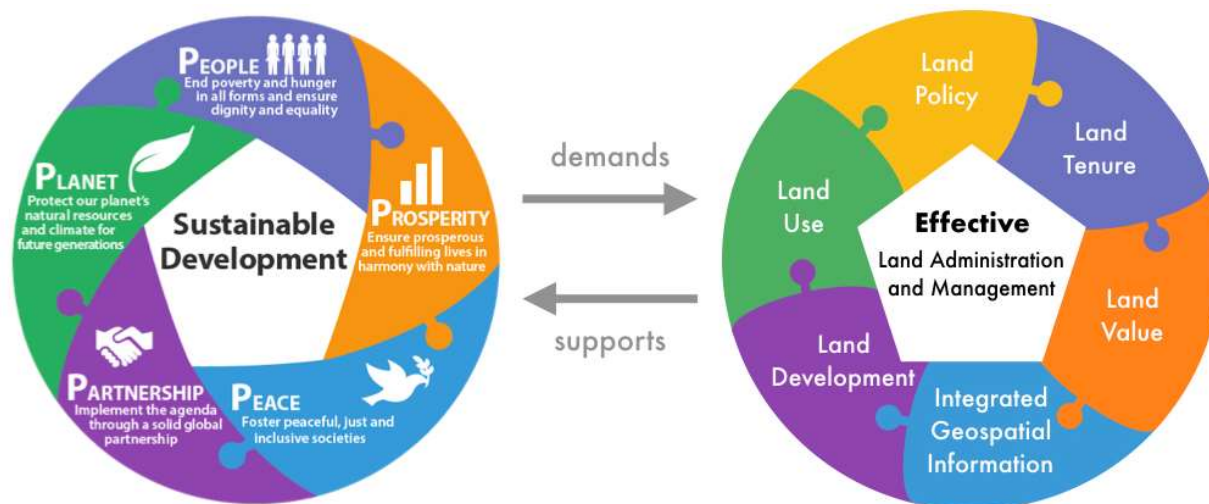 PEOPLE
End poverty and hunger
in all forms and ensure
dignity and equality
PLANET
Protect our planet's
natural resources
and climate for
future generations
Sustainable
Development
PROSPERITY
Ensure prosperous
and fulfilling lives in
harmony with nature
PARTNERSHIP
Implement the agenda
through a solid global
partnership
PEACE
Foster peaceful, just and
inclusive societies
demands
supports
Land
Policy
Land
Tenure
Land
Use
Effective
Land Administration
and Management
Land
Value
Land
Development
Integrated
Geospatial
Information